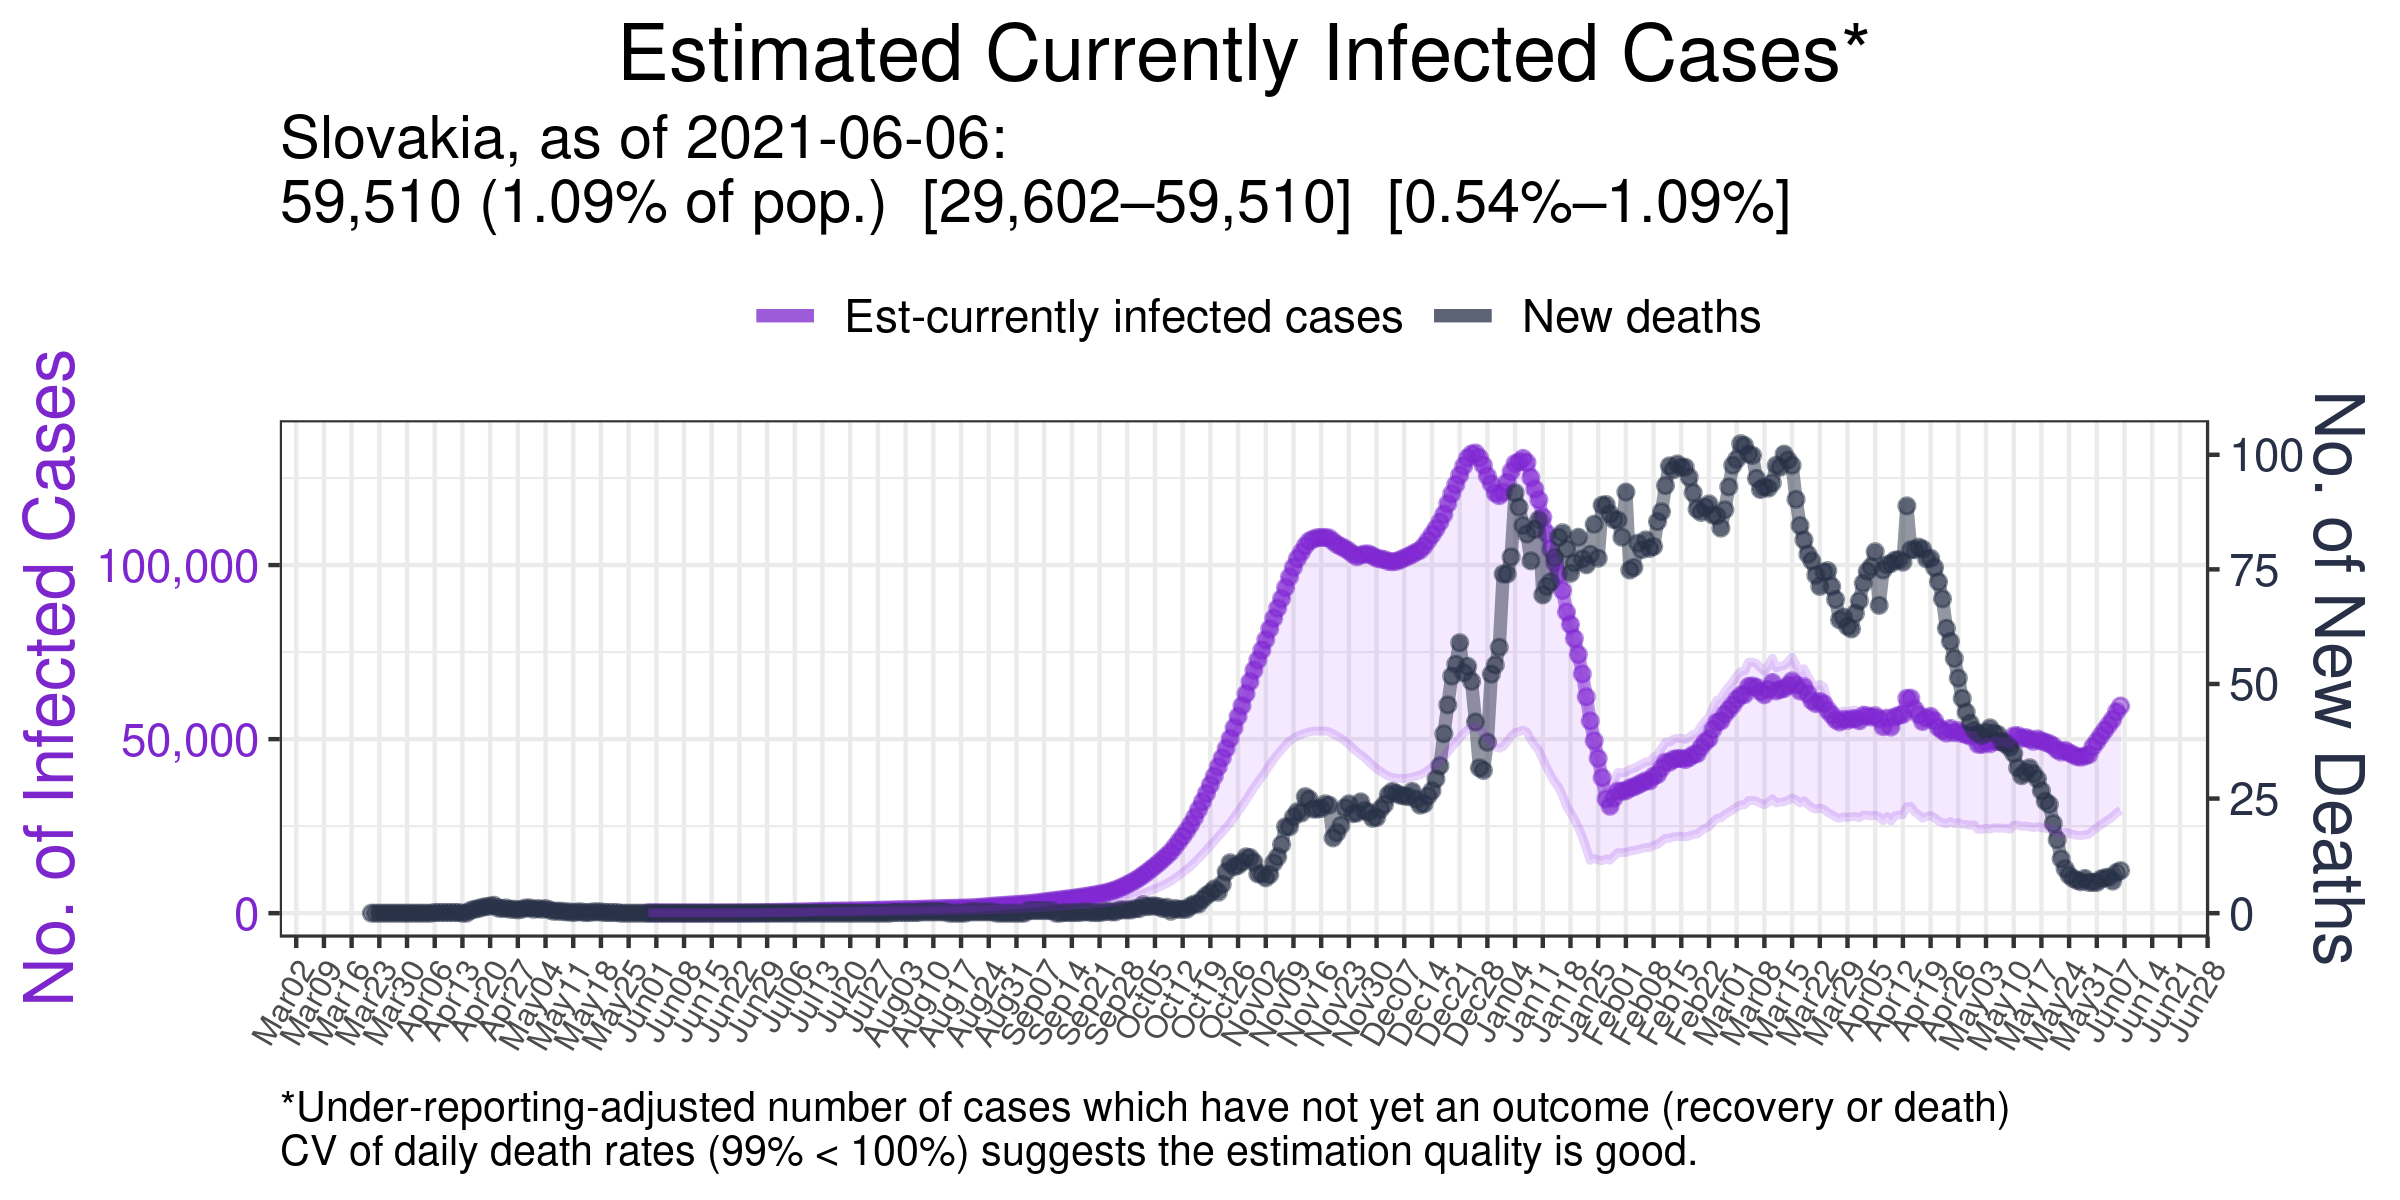 Estimated Currently Infected Cases*
Slovakia, as of 2021-06-06:
59,510 (1.09% of pop.) [29,602–59,510] [0.54%–1.09%]
Est-currently infected cases
New deaths
No. of Infected Cases
100,000
50,000
0
100
75
50
25
0
No. of New Deaths
Mar02
Mar09
Mar16
Mar23
Mar30
Apr06
Apr13
Apr20
Apr27
May04
May11
May18
May25
Jun01
Jun08
Jun15
Jun22
Jun29
Jul06
Jul13
Jul20
Jul27
Aug03
Aug10
Aug17
Aug24
Aug31
Sep07
Sep14
Sep21
Sep28
Oct05
Oct12
Oct19
Oct26
Nov02
Nov09
Nov16
Nov23
Nov30
Dec07
Dec14
Dec21
Dec28
Jan04
Jan11
Jan18
Jan25
Feb01
Feb08
Feb15
Feb22
Mar01
Mar08
Mar15
Mar22
Mar29
Apr05
Apr12
Apr19
Apr26
May03
May10
May17
May24
May31
Jun07
Jun14
Jun21
Jun28
*Under-reporting-adjusted number of cases which have not yet an outcome (recovery or death)
CV of daily death rates (99% < 100%) suggests the estimation quality is good.